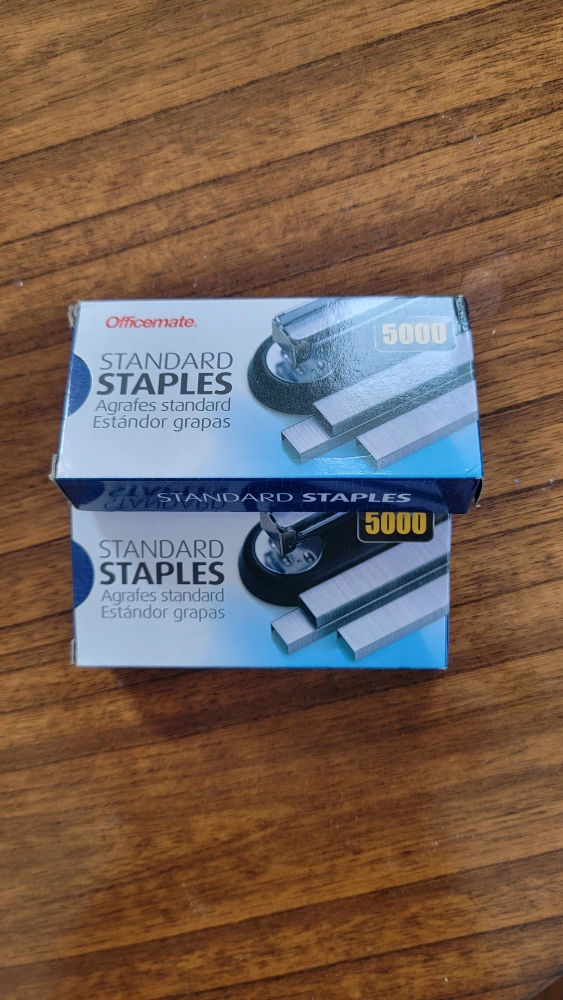 Officemate.
5000
STANDARD
STAPLES
Agrafes standard
Estándor grapas
STANDARD STAPLES
5000
STANDARD
STAPLES
Agrafes standard
Estándor grapas